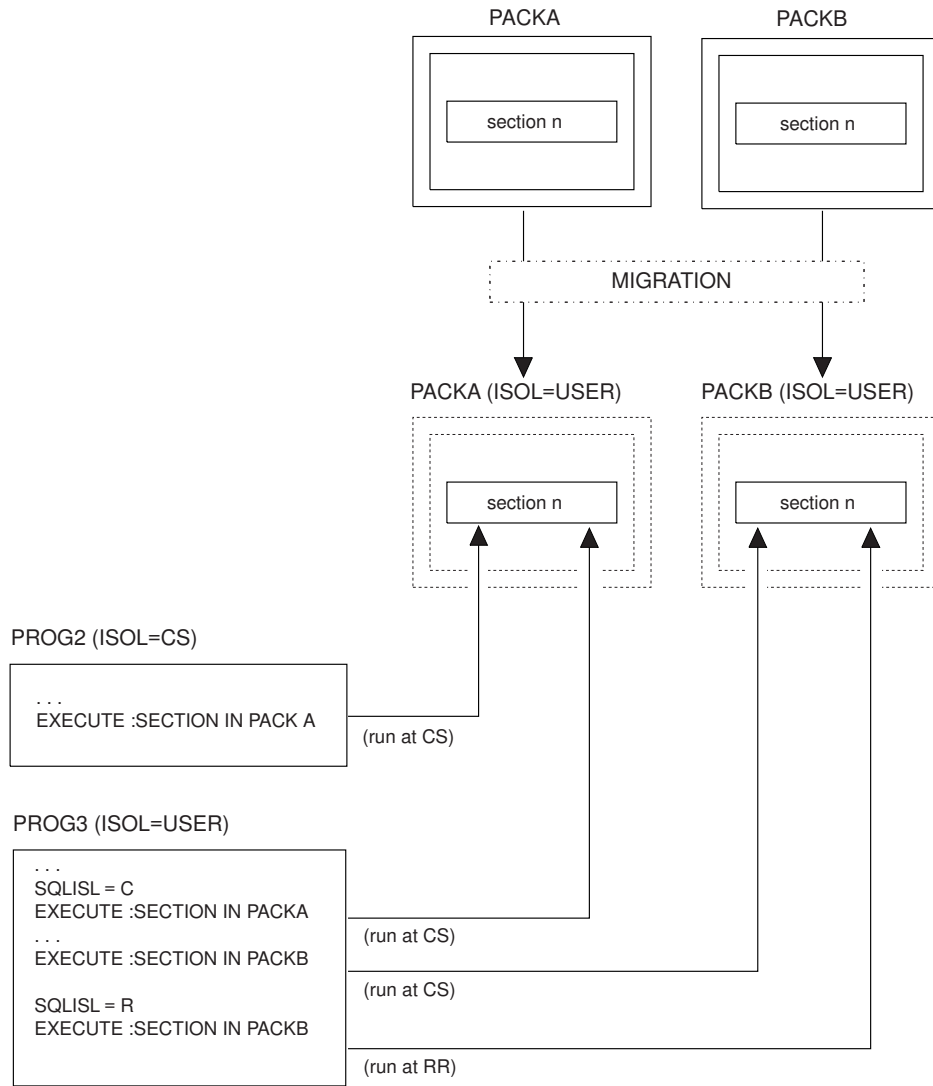 PACKA
PACKB
section n
section n
MIGRATION
PACKA (ISOL=USER)
PACKB (ISOL=USER)
section n
section n
PROG2 (ISOL=CS)
. . .
EXECUTE :SECTION IN PACK A
(run at CS)
PROG3 (ISOL=USER)
. . .
SQLISL = C
EXECUTE :SECTION IN PACKA
(run at CS)
. . .
EXECUTE :SECTION IN PACKB
(run at CS)
SQLISL = R
EXECUTE :SECTION IN PACKB
(run at RR)